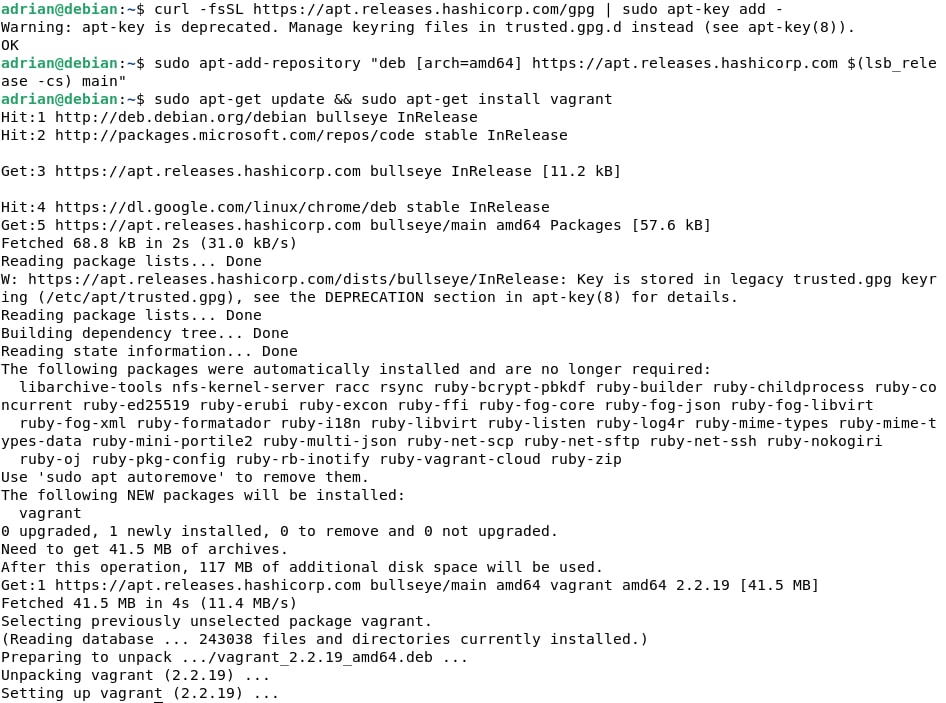 adrian@debian:~$ curl -fsSL https://apt.releases.hashicorp.com/gpg | sudo apt-key add -
Warning: apt-key is deprecated. Manage keyring files in trusted.gpg.d instead (see apt-key(8)).
OK
adrian@debian:~$ sudo apt-add-repository "deb [arch=amd64] https://apt.releases.hashicorp.com $(lsb_rele
ase -cs) main"
adrian@debian:~$ sudo apt-get update && sudo apt-get install vagrant
Hit:1 http://deb.debian.org/debian bullseye InRelease
Hit:2 http://packages.microsoft.com/repos/code stable InRelease
Get:3 https://apt.releases.hashicorp.com bullseye InRelease [11.2 kB]
Hit:4 https://dl.google.com/linux/chrome/deb stable InRelease
Get:5 https://apt.releases.hashicorp.com bullseye/main amd64 Packages [57.6 kB]
Fetched 68.8 kB in 2s (31.0 kB/s)
Reading package lists... Done
W: https://apt.releases.hashicorp.com/dists/bullseye/InRelease: Key is stored in legacy trusted.gpg keyr
ing (/etc/apt/trusted.gpg), see the DEPRECATION section in apt-key(8) for details.
Reading package lists... Done
Building dependency tree... Done
Reading state information... Done
The following packages were automatically installed and are no longer required:
  libarchive-tools nfs-kernel-server racc rsync ruby-bcrypt-pbkdf ruby-builder ruby-childprocess ruby-co
ncurrent ruby-ed25519 ruby-erubi ruby-excon ruby-ffi ruby-fog-core ruby-fog-json ruby-fog-libvirt
  ruby-fog-xml ruby-formatador ruby-i18n ruby-libvirt ruby-listen ruby-log4r ruby-mime-types ruby-mime-t
ypes-data ruby-mini-portile2 ruby-multi-json ruby-net-scp ruby-net-sftp ruby-net-ssh ruby-nokogiri
  ruby-oj ruby-pkg-config ruby-rb-inotify ruby-vagrant-cloud ruby-zip
Use 'sudo apt autoremove' to remove them.
The following NEW packages will be installed:
  vagrant
0 upgraded, 1 newly installed, 0 to remove and 0 not upgraded.
Need to get 41.5 MB of archives.
After this operation, 117 MB of additional disk space will be used.
Get:1 https://apt.releases.hashicorp.com bullseye/main amd64 vagrant amd64 2.2.19 [41.5 MB]
Fetched 41.5 MB in 4s (11.4 MB/s)
Selecting previously unselected package vagrant.
(Reading database ... 243038 files and directories currently installed.)
Preparing to unpack .../vagrant_2.2.19_amd64.deb ...
Unpacking vagrant (2.2.19) ...
Setting up vagrant (2.2.19) ...